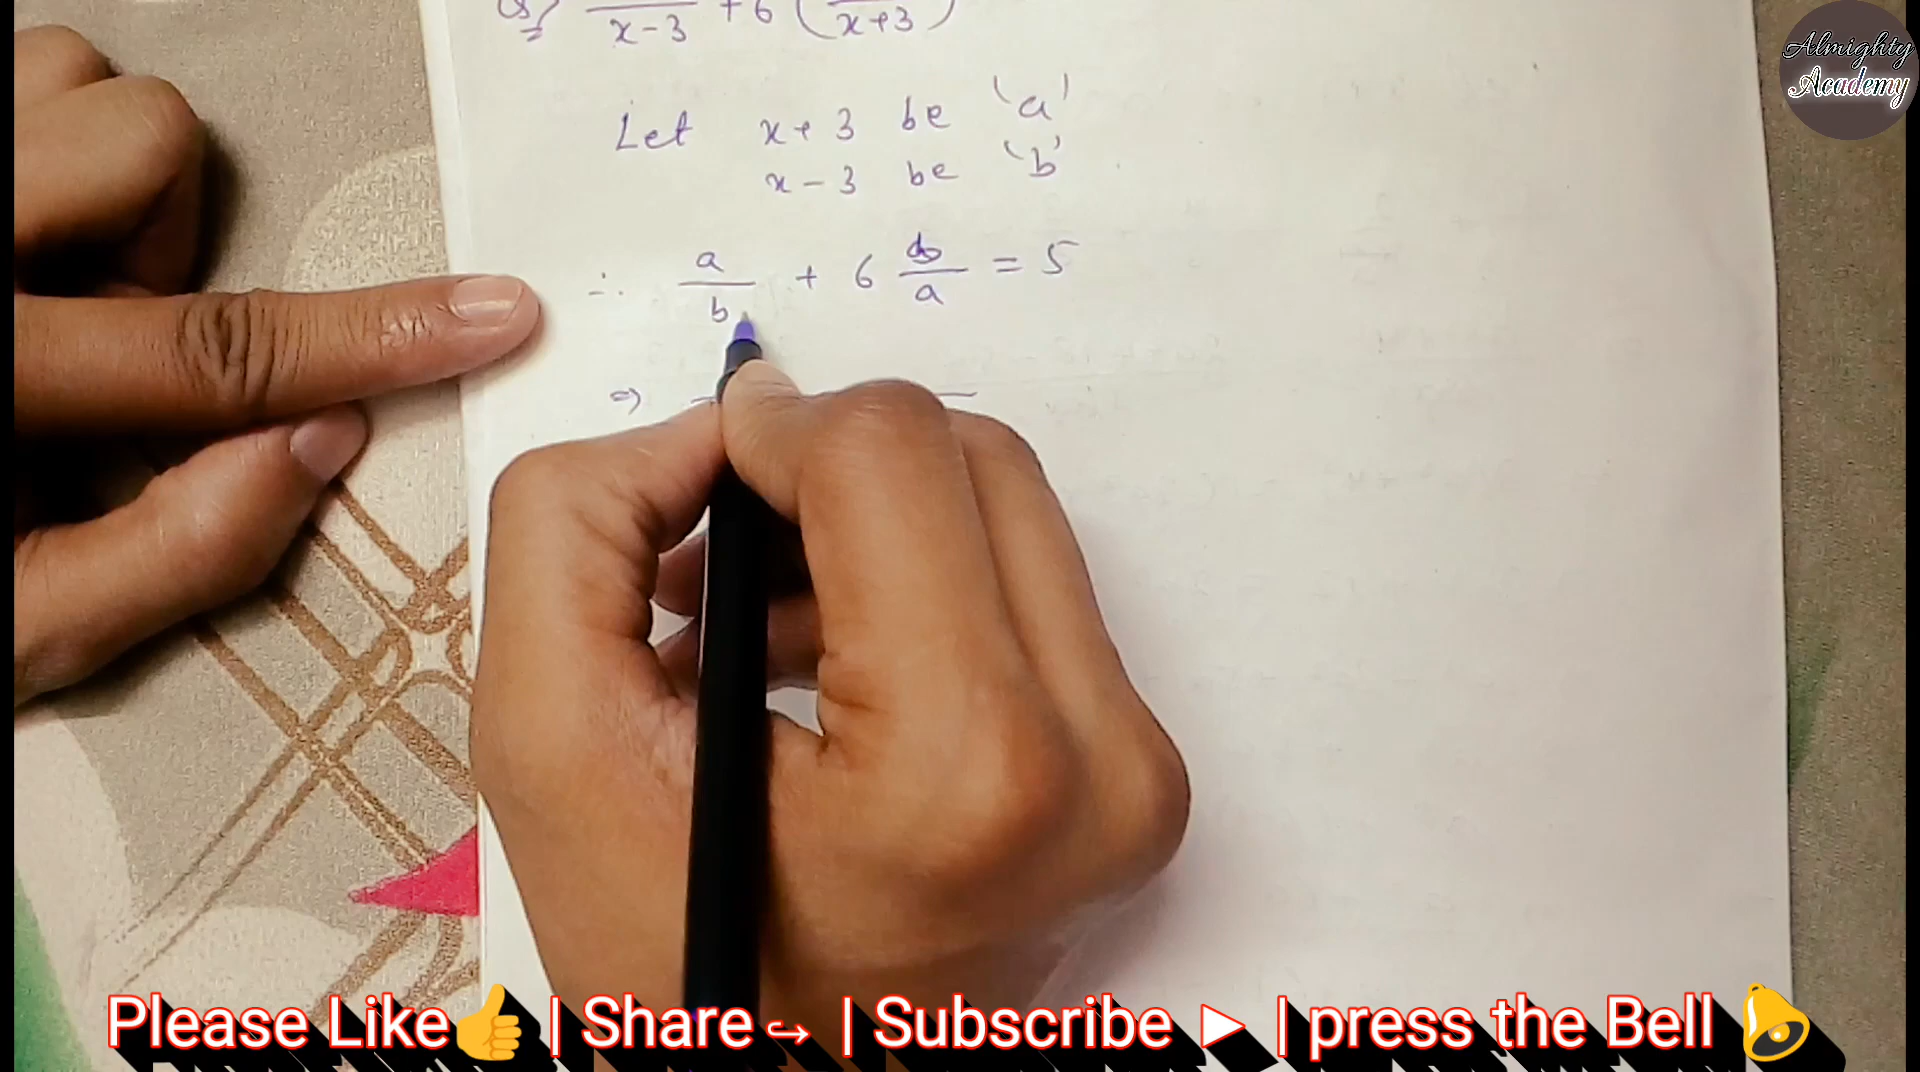 x-3 + 6 ( x+3 )
Almighty
Academy
Let x+3 be 'a'
x-3 be 'b'
∴ a/b + 6 b/a = 5
⇒
Please Like👍 | Share↪ | Subscribe ► | press the Bell 🔔